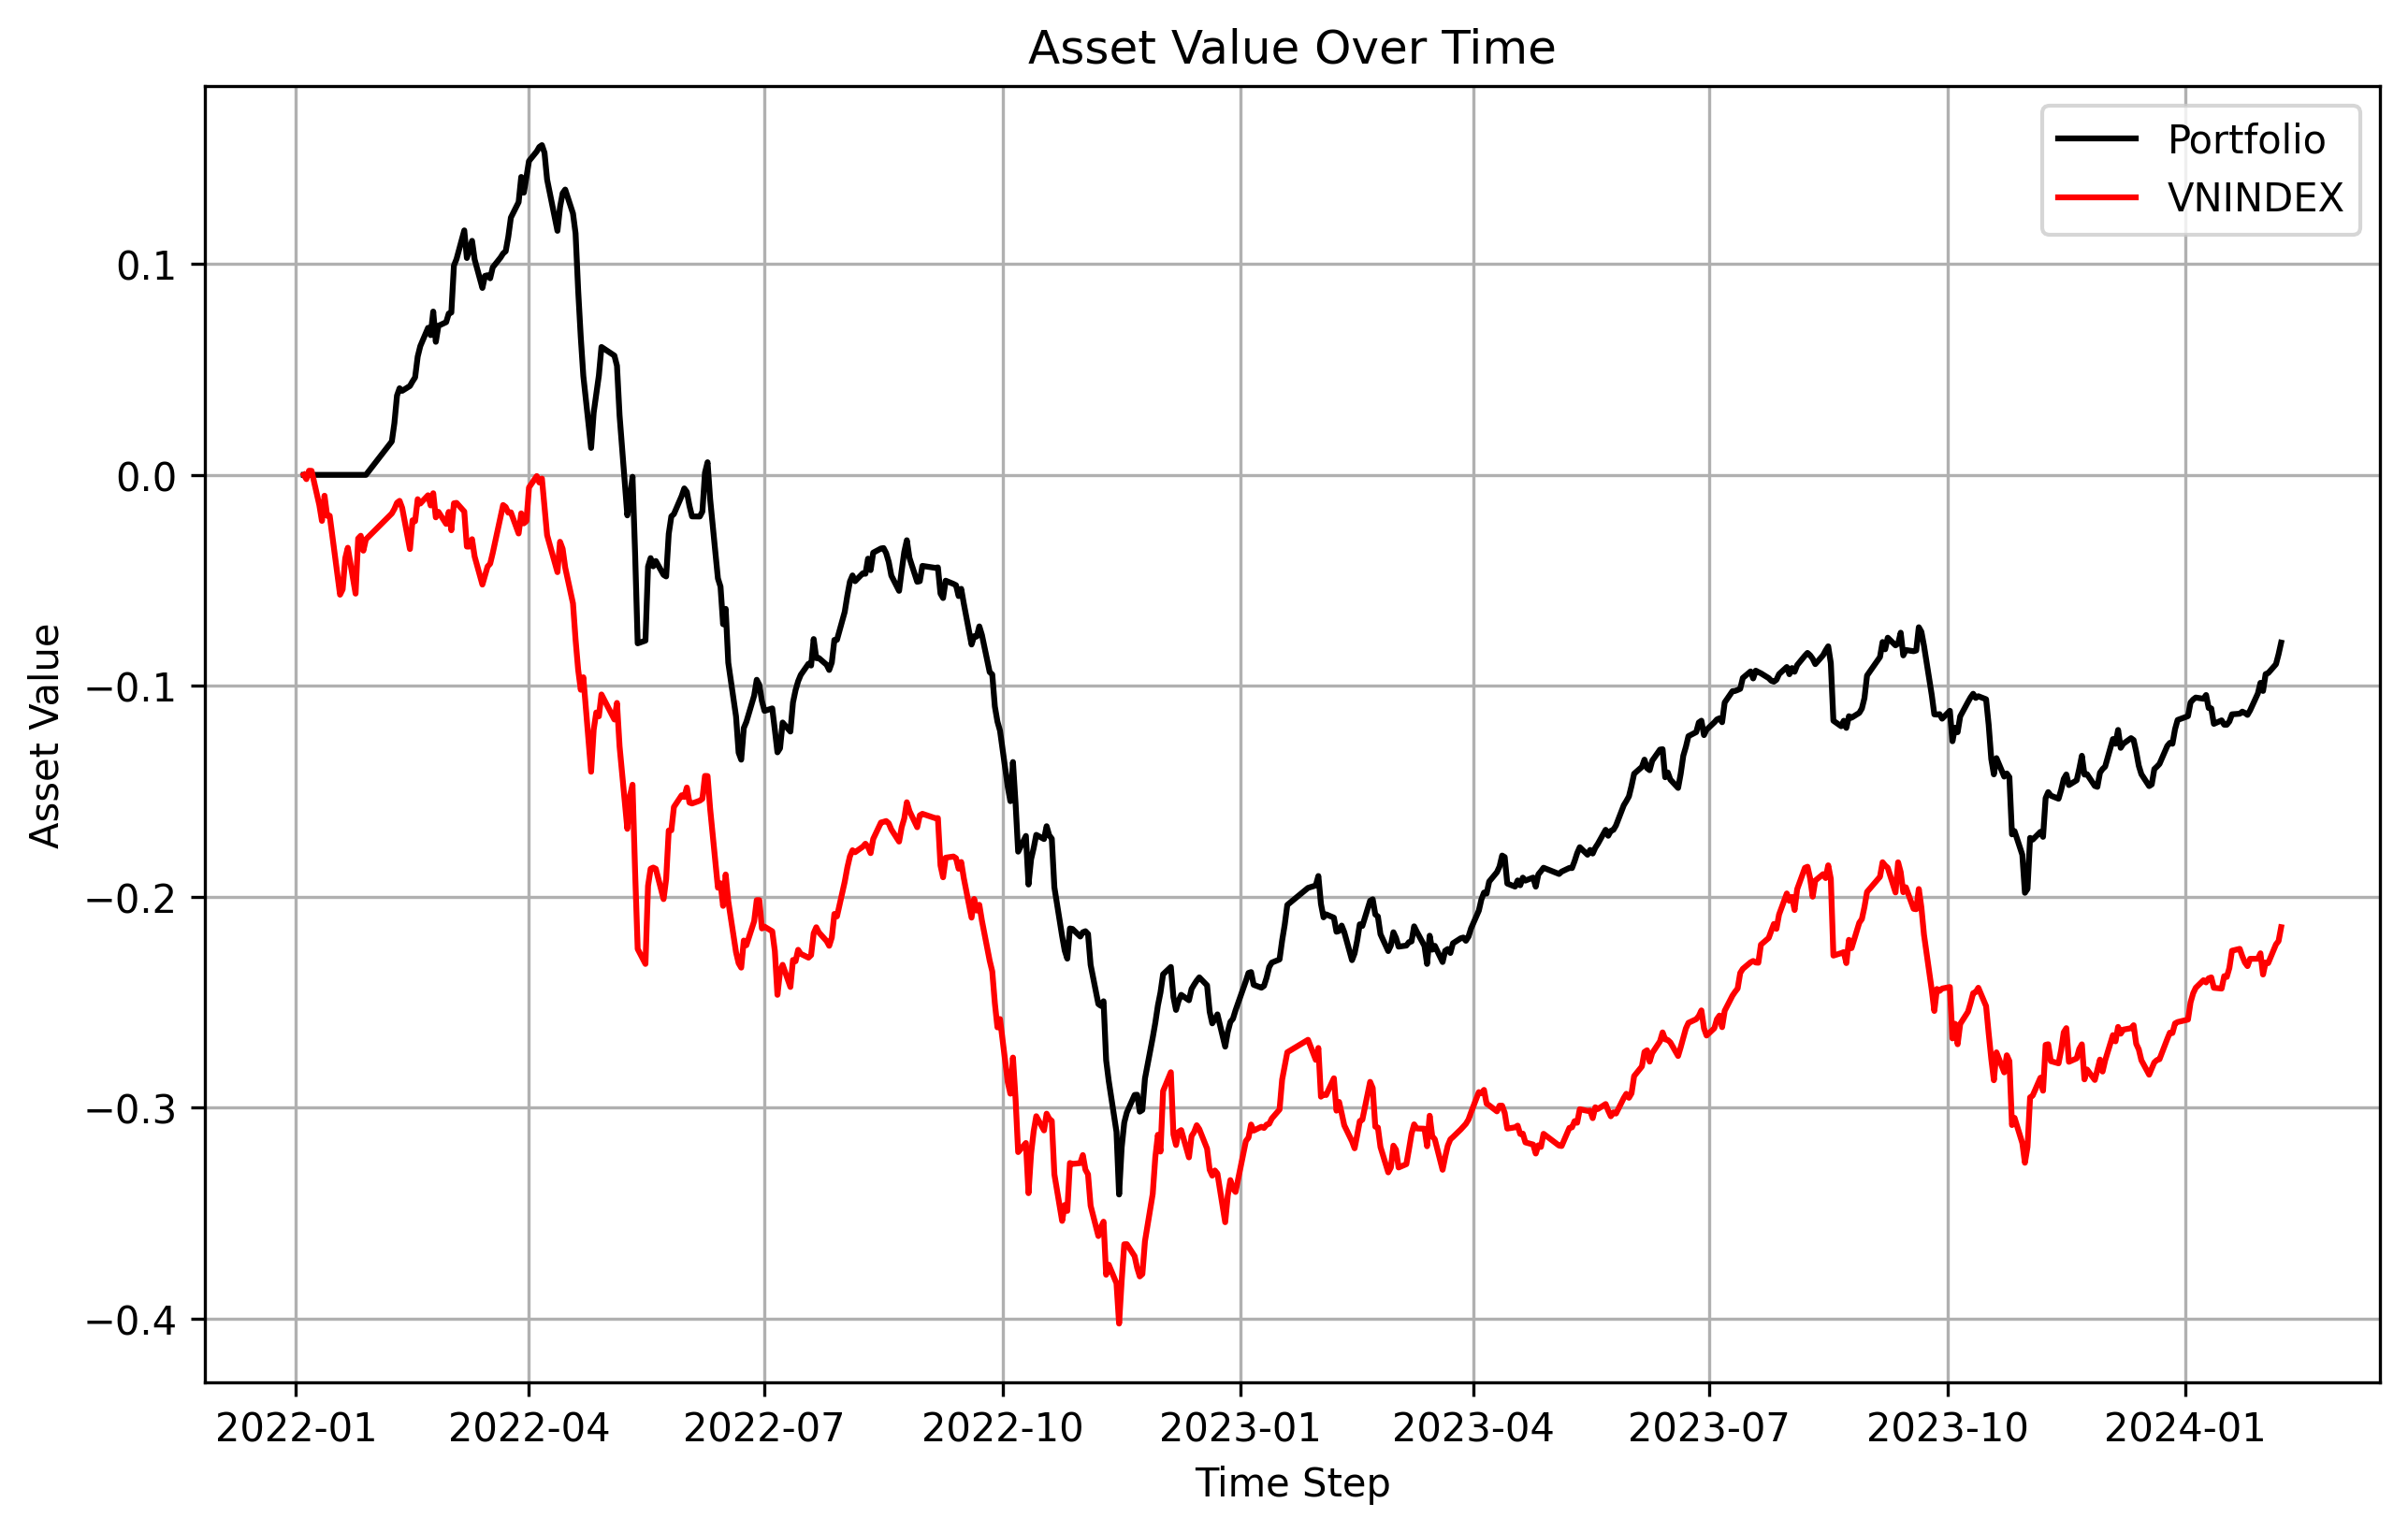 Asset Value Over Time
Portfolio
VNINDEX
Asset Value
0.1
0.0
−0.1
−0.2
−0.3
−0.4
2022-01 2022-04 2022-07 2022-10 2023-01 2023-04 2023-07 2023-10 2024-01
Time Step